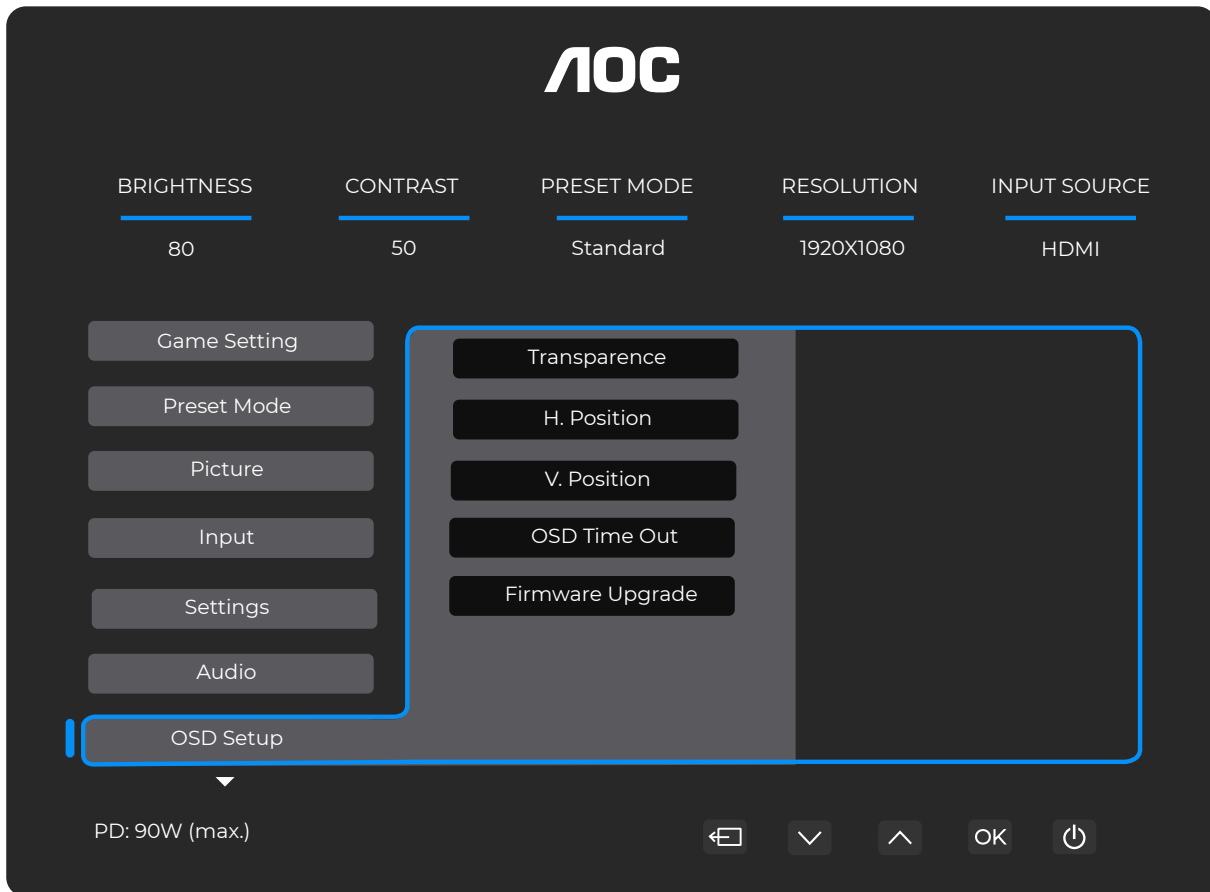 AOC
BRIGHTNESS CONTRAST PRESET MODE RESOLUTION INPUT SOURCE
80 50 Standard 1920X1080 HDMI
Game Setting
Preset Mode
Picture
Input
Settings
Audio
OSD Setup
Transparence
H. Position
V. Position
OSD Time Out
Firmware Upgrade
PD: 90W (max.)
OK